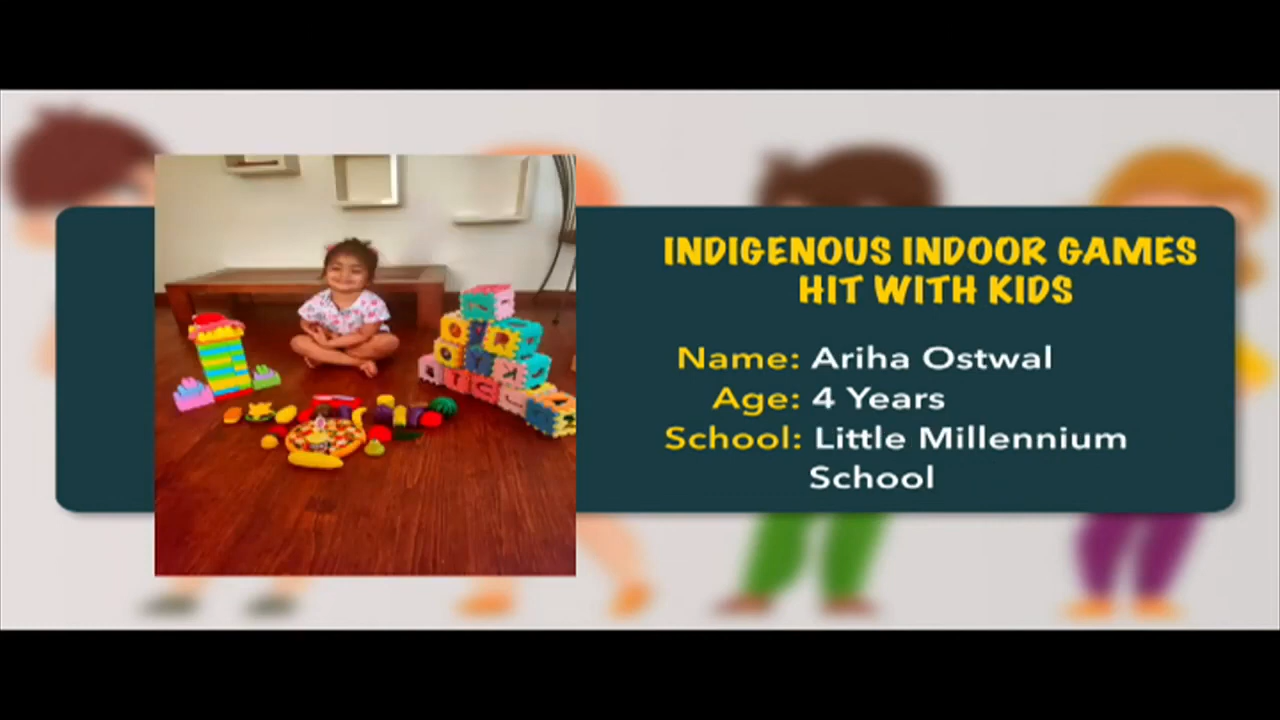 INDIGENOUS INDOOR GAMES
HIT WITH KIDS
Name: Ariha Ostwal
Age: 4 Years
School: Little Millennium
School